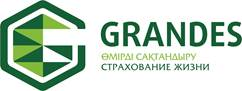 GRANDES
ӨМІРДІ САҚТАНДЫРУ
СТРАХОВАНИЕ ЖИЗНИ